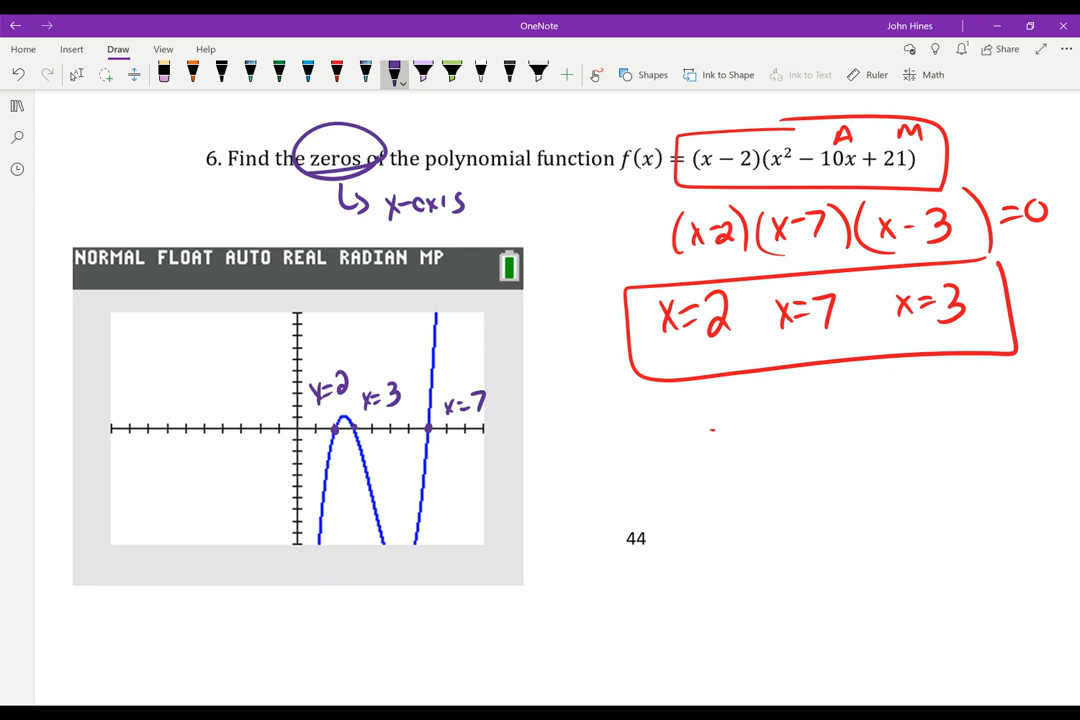 OneNote
John Hines
Home Insert Draw View Help
Share
Shapes Ink to Shape Ink to Text Ruler Math
A M
6. Find the zeros of the polynomial function f(x) = (x − 2)(x² − 10x + 21)
x-axis
(x-2)(x-7)(x-3)=0
x=2 x=7 x=3
NORMAL FLOAT AUTO REAL RADIAN MP
x=2 x=3 x=7
44